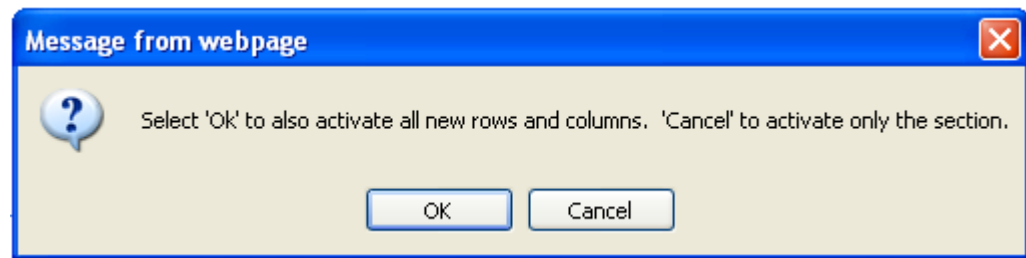 Message from webpage
Select 'Ok' to also activate all new rows and columns.  'Cancel' to activate only the section.
OK
Cancel